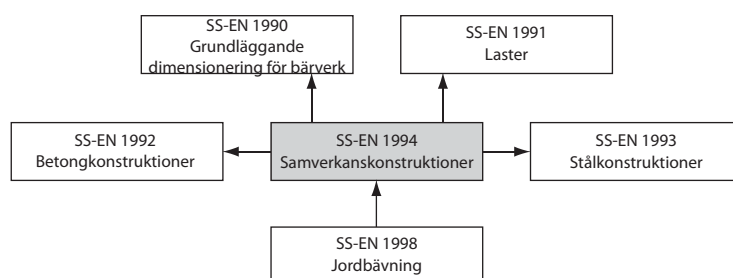 SS-EN 1990
Grundläggande
dimensionering för bärverk
SS-EN 1991
Laster
SS-EN 1992
Betongkonstruktioner
SS-EN 1994
Samverkanskonstruktioner
SS-EN 1993
Stålkonstruktioner
SS-EN 1998
Jordbävning